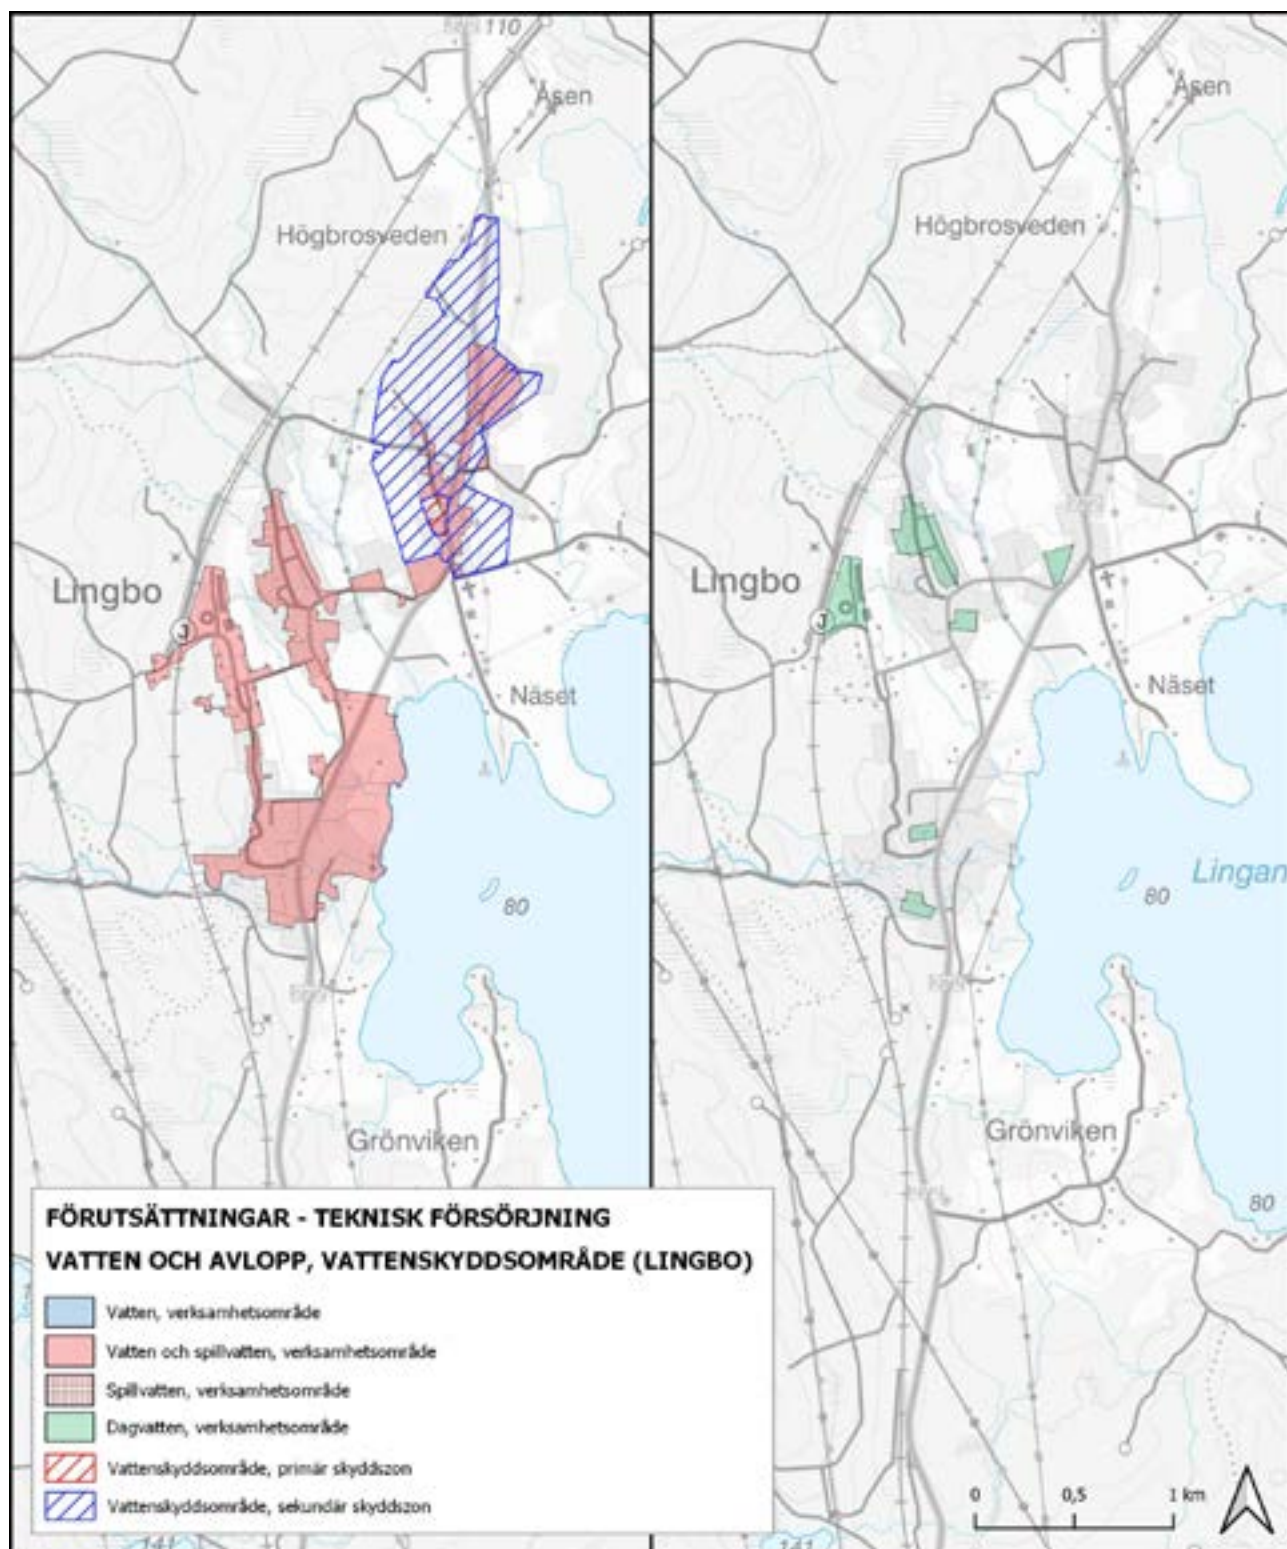 110
Åsen
Högbrosveden
Lingbo
J
Näset
80
Grönviken
Åsen
Högbrosveden
Lingbo
J
Näset
Lingan
80
Grönviken
80
FÖRUTSÄTTNINGAR - TEKNISK FÖRSÖRJNING
VATTEN OCH AVLOPP, VATTENSKYDDSOMRÅDE (LINGBO)
Vatten, verksamhetsområde
Vatten och spillvatten, verksamhetsområde
Spillvatten, verksamhetsområde
Dagvatten, verksamhetsområde
Vattenskyddsområde, primär skyddszon
Vattenskyddsområde, sekundär skyddszon
0 0,5 1 km
141
141